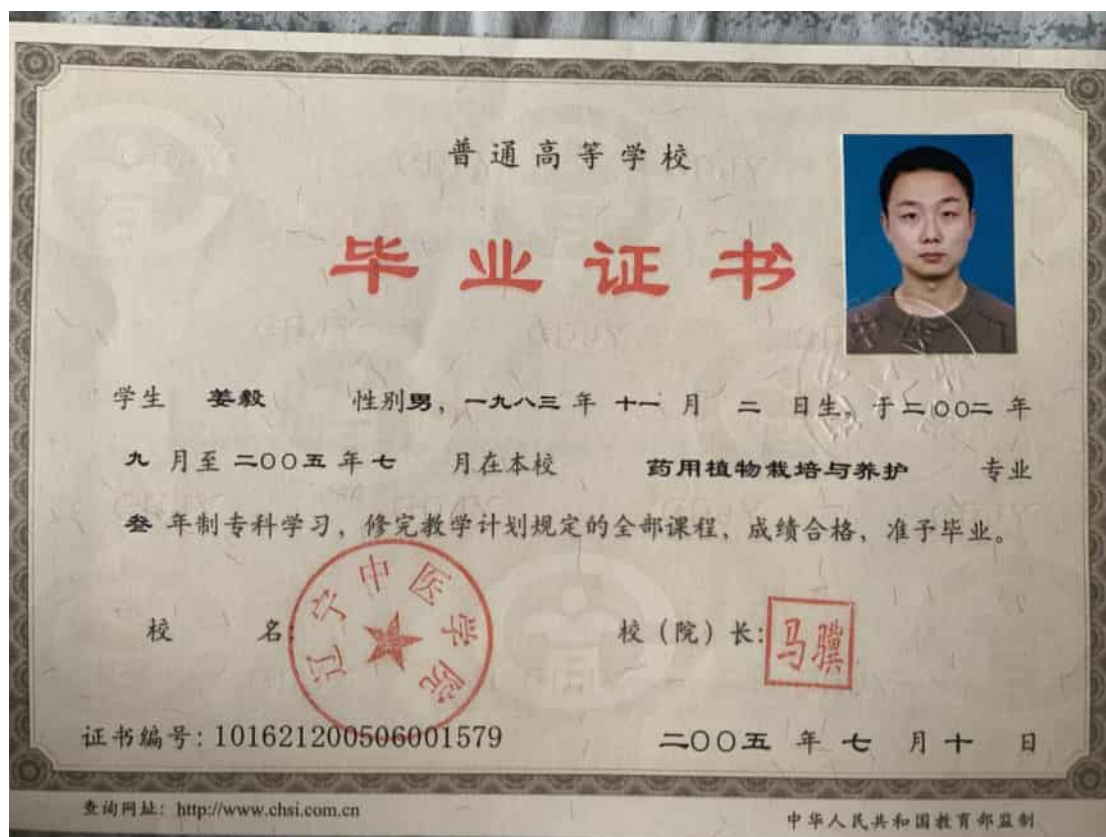 普通高等学校
毕业证书
学生 姜毅 性别男，一九八三 年 十一 月 二 日生，于二00二 年
九 月至 二00五 年 七 月在本校 药用植物栽培与养护 专业
叁 年制专科学习，修完教学计划规定的全部课程，成绩合格，准予毕业。
校 名：
辽宁中医学院
校（院）长：
马骥
证书编号：101621200506001579
二00五 年 七 月 十 日
查询网址：http://www.chsi.com.cn
中华人民共和国教育部监制